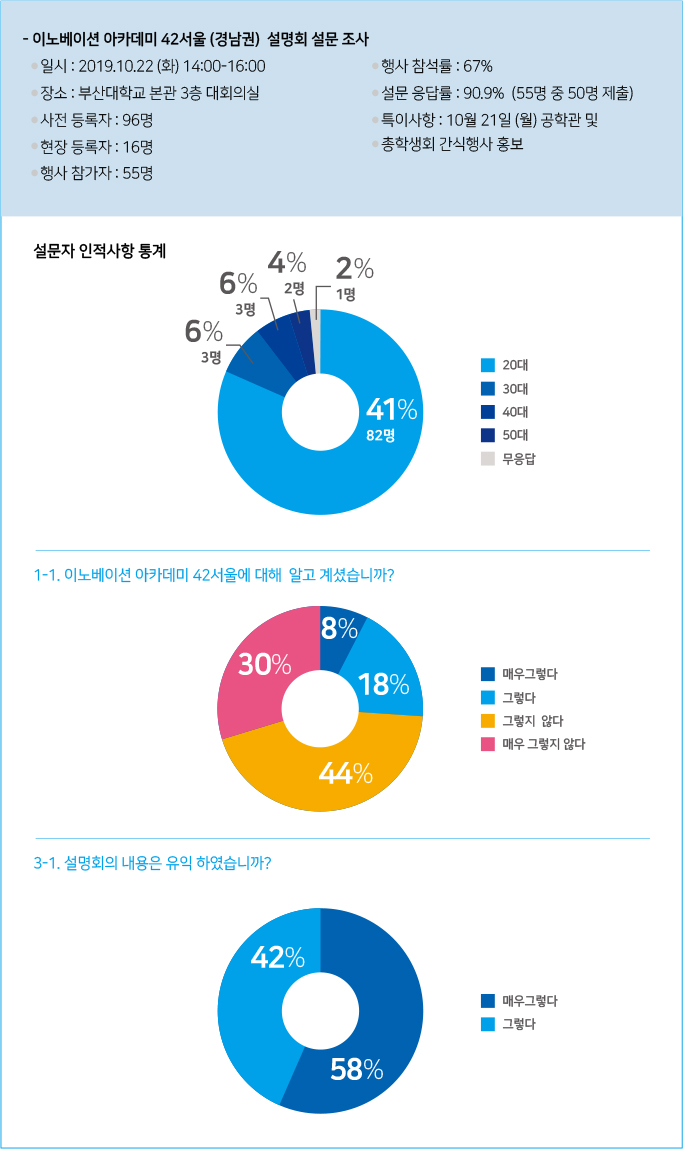 - 이노베이션 아카데미 42서울 (경남권) 설명회 설문 조사
일시 : 2019.10.22 (화) 14:00-16:00
장소 : 부산대학교 본관 3층 대회의실
사전 등록자 : 96명
현장 등록자 : 16명
행사 참가자 : 55명
행사 참석률 : 67%
설문 응답률 : 90.9% (55명 중 50명 제출)
특이사항 : 10월 21일 (월) 공학관 및
총학생회 간식행사 홍보
설문자 인적사항 통계
6%
3명
6%
3명
4%
2명
2%
1명
41%
82명
20대
30대
40대
50대
무응답
1-1. 이노베이션 아카데미 42서울에 대해 알고 계셨습니까?
8%
18%
30%
44%
매우그렇다
그렇다
그렇지 않다
매우 그렇지 않다
3-1. 설명회의 내용은 유익 하였습니까?
42%
58%
매우그렇다
그렇다